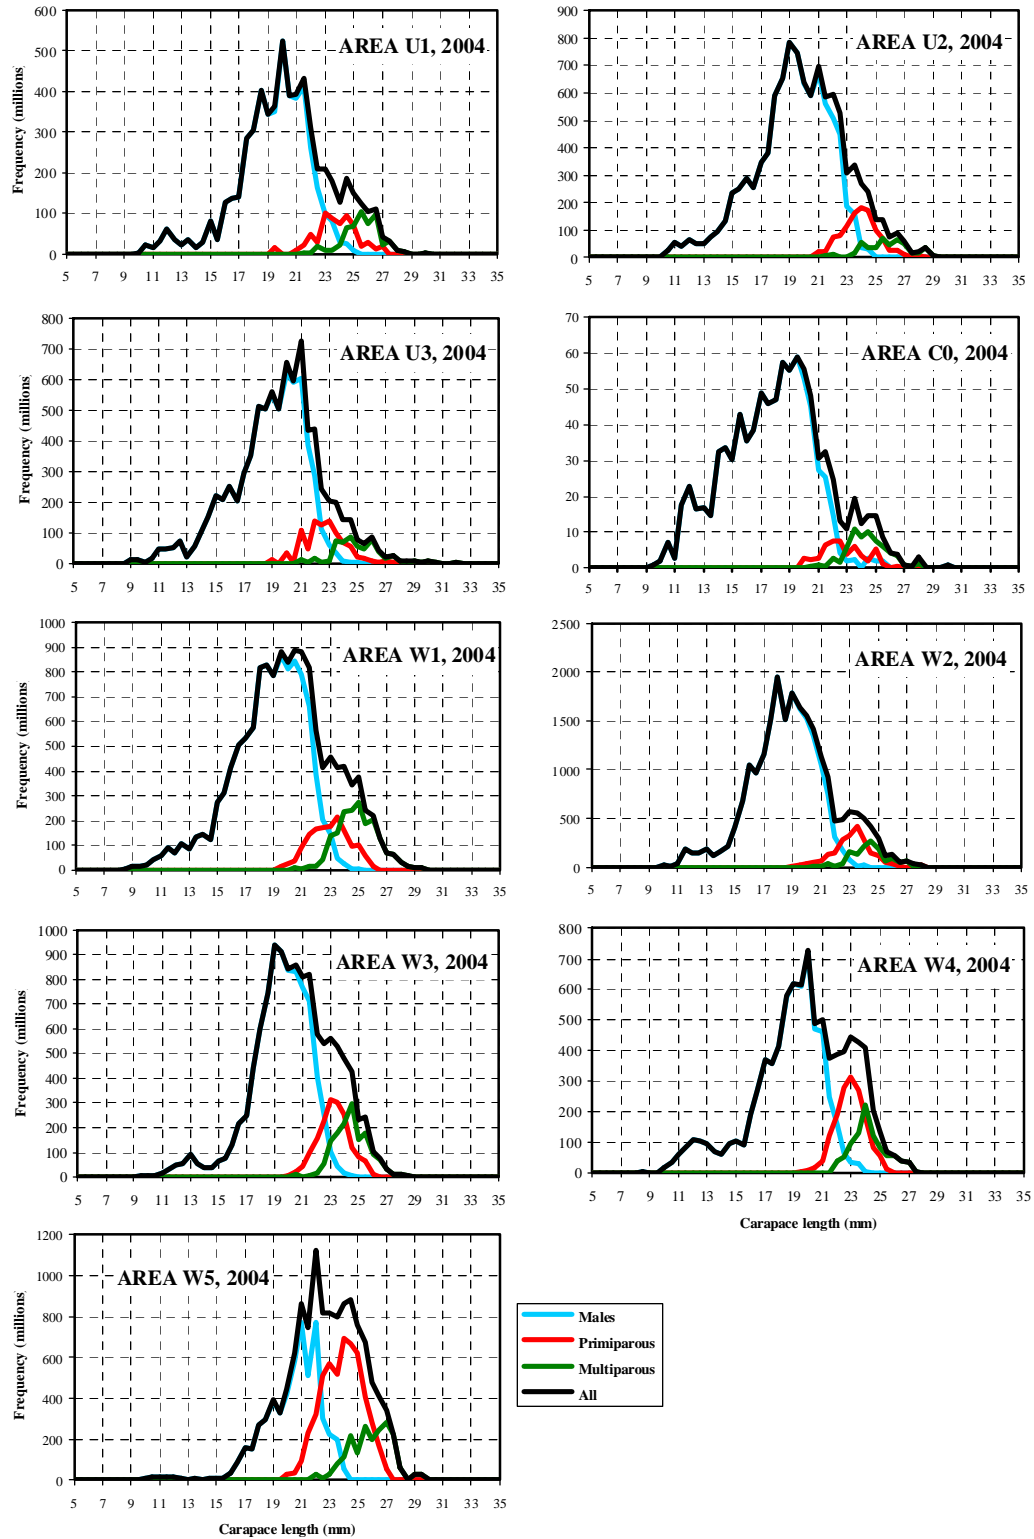 AREA U1, 2004
Frequency (millions)
600
500
400
300
200
100
0
5 7 9 11 13 15 17 19 21 23 25 27 29 31 33 35
AREA U2, 2004
900
800
700
600
500
400
300
200
100
0
5 7 9 11 13 15 17 19 21 23 25 27 29 31 33 35
AREA U3, 2004
Frequency (millions)
800
700
600
500
400
300
200
100
0
5 7 9 11 13 15 17 19 21 23 25 27 29 31 33 35
AREA C0, 2004
70
60
50
40
30
20
10
0
5 7 9 11 13 15 17 19 21 23 25 27 29 31 33 35
AREA W1, 2004
Frequency (millions
1000
900
800
700
600
500
400
300
200
100
0
5 7 9 11 13 15 17 19 21 23 25 27 29 31 33 35
AREA W2, 2004
2500
2000
1500
1000
500
0
5 7 9 11 13 15 17 19 21 23 25 27 29 31 33 35
AREA W3, 2004
Frequency (millions)
1000
900
800
700
600
500
400
300
200
100
0
5 7 9 11 13 15 17 19 21 23 25 27 29 31 33 35
AREA W4, 2004
800
700
600
500
400
300
200
100
0
5 7 9 11 13 15 17 19 21 23 25 27 29 31 33 35
Carapace length (mm)
AREA W5, 2004
Frequency (millions)
1200
1000
800
600
400
200
0
5 7 9 11 13 15 17 19 21 23 25 27 29 31 33 35
Carapace length (mm)
Males
Primiparous
Multiparous
All